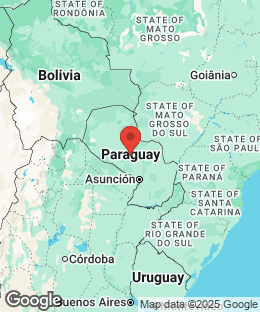 STATE OF
RONDÔNIA
STATE OF
MATO
GROSSO
Bolivia
Goiânia
STATE OF
MATO
GROSSO
DO SUL
STATE OF
SÃO PAUL
Paraguay
STATE OF
PARANÁ
Asunción
STATE OF
SANTA
CATARINA
STATE OF
RIO GRANDE
DO SUL
Córdoba
Uruguay
Google
Buenos Aires
Map data ©2025 Google